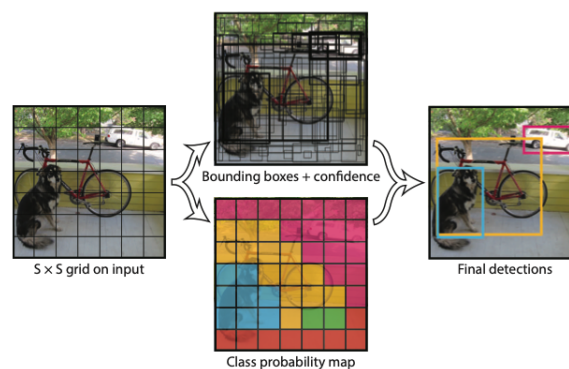 Bounding boxes + confidence
S × S grid on input
Final detections
Class probability map